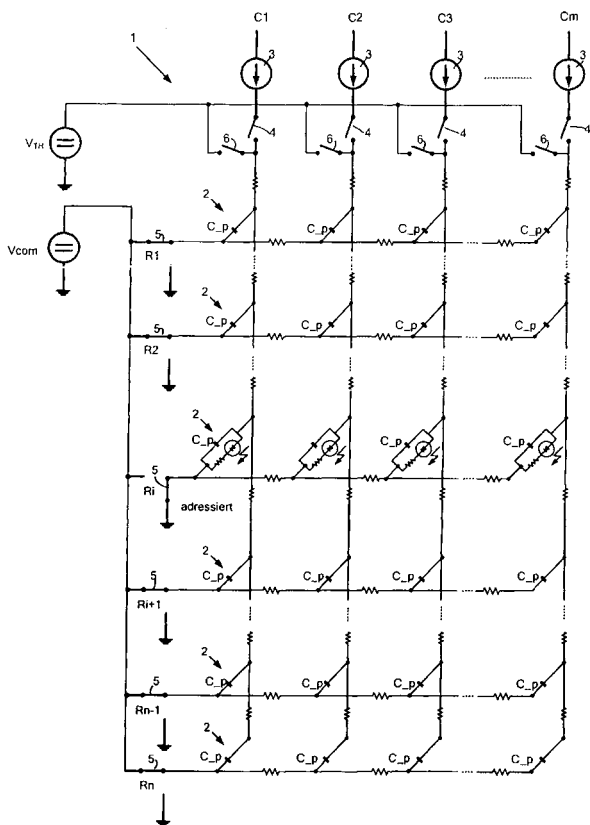 C1 C2 C3 Cm
1 3 3 3 3
4 4 4 4
6 6 6 6
VTR
Vcom
2
5 C_p C_p C_p C_p
R1
2
5 C_p C_p C_p C_p
R2
2
C_p C_p C_p C_p
5
Ri
adressiert
2
5 C_p C_p C_p C_p
Ri+1
2
5 C_p C_p C_p C_p
Rn-1
2
5 C_p C_p C_p C_p
Rn